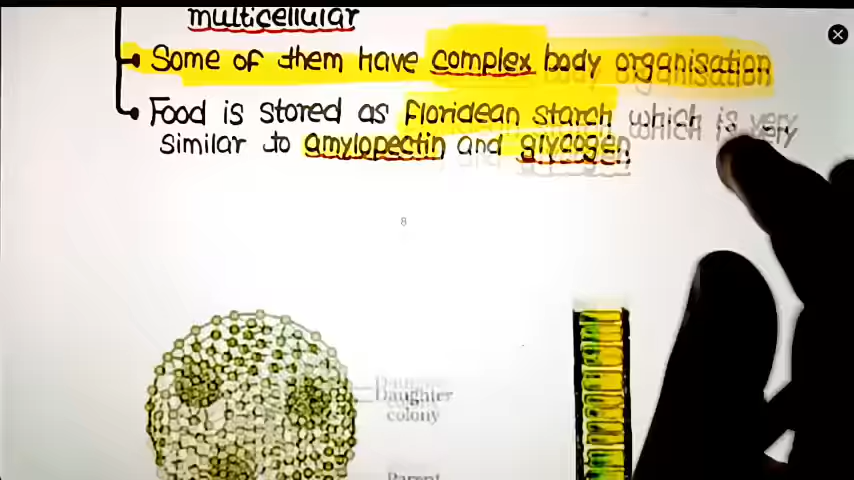 multicellular
Some of them have complex body organisation
Food is stored as floridean starch which is very
similar to amylopectin and glycogen
8
Daughter
colony
Parent